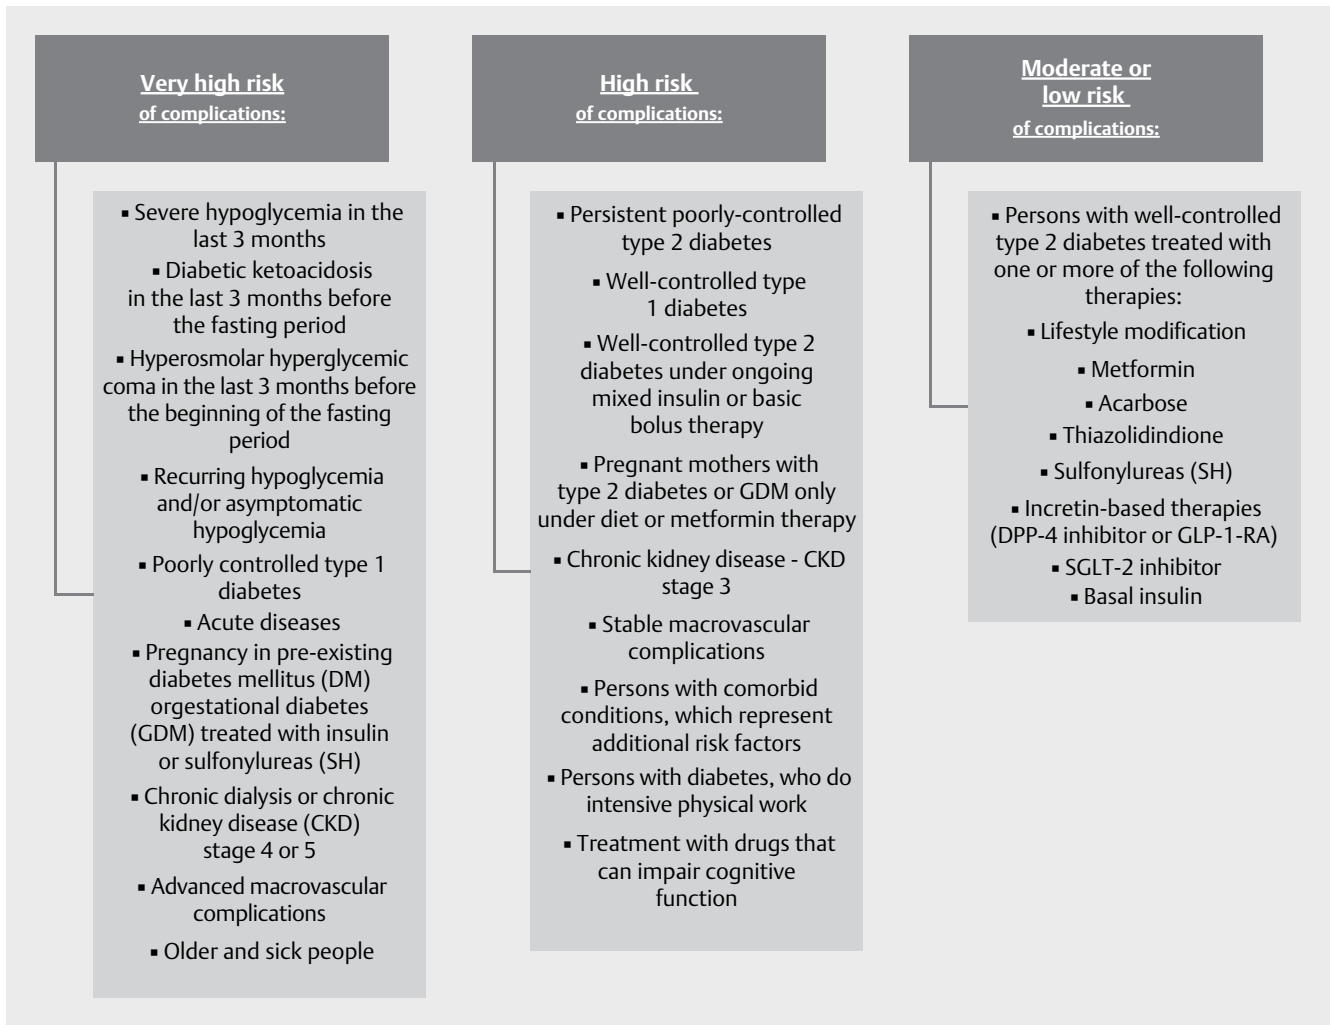 Very high risk
of complications:
▪ Severe hypoglycemia in the
last 3 months
▪ Diabetic ketoacidosis
in the last 3 months before
the fasting period
▪ Hyperosmolar hyperglycemic
coma in the last 3 months before
the beginning of the fasting
period
▪ Recurring hypoglycemia
and/or asymptomatic
hypoglycemia
▪ Poorly controlled type 1
diabetes
▪ Acute diseases
▪ Pregnancy in pre-existing
diabetes mellitus (DM)
orgestational diabetes
(GDM) treated with insulin
or sulfonylureas (SH)
▪ Chronic dialysis or chronic
kidney disease (CKD)
stage 4 or 5
▪ Advanced macrovascular
complications
▪ Older and sick people
High risk
of complications:
▪ Persistent poorly-controlled
type 2 diabetes
▪ Well-controlled type
1 diabetes
▪ Well-controlled type 2
diabetes under ongoing
mixed insulin or basic
bolus therapy
▪ Pregnant mothers with
type 2 diabetes or GDM only
under diet or metformin therapy
▪ Chronic kidney disease - CKD
stage 3
▪ Stable macrovascular
complications
▪ Persons with comorbid
conditions, which represent
additional risk factors
▪ Persons with diabetes, who do
intensive physical work
▪ Treatment with drugs that
can impair cognitive
function
Moderate or
low risk
of complications:
▪ Persons with well-controlled
type 2 diabetes treated with
one or more of the following
therapies:
▪ Lifestyle modification
▪ Metformin
▪ Acarbose
▪ Thiazolidindione
▪ Sulfonylureas (SH)
▪ Incretin-based therapies
(DPP-4 inhibitor or GLP-1-RA)
▪ SGLT-2 inhibitor
▪ Basal insulin